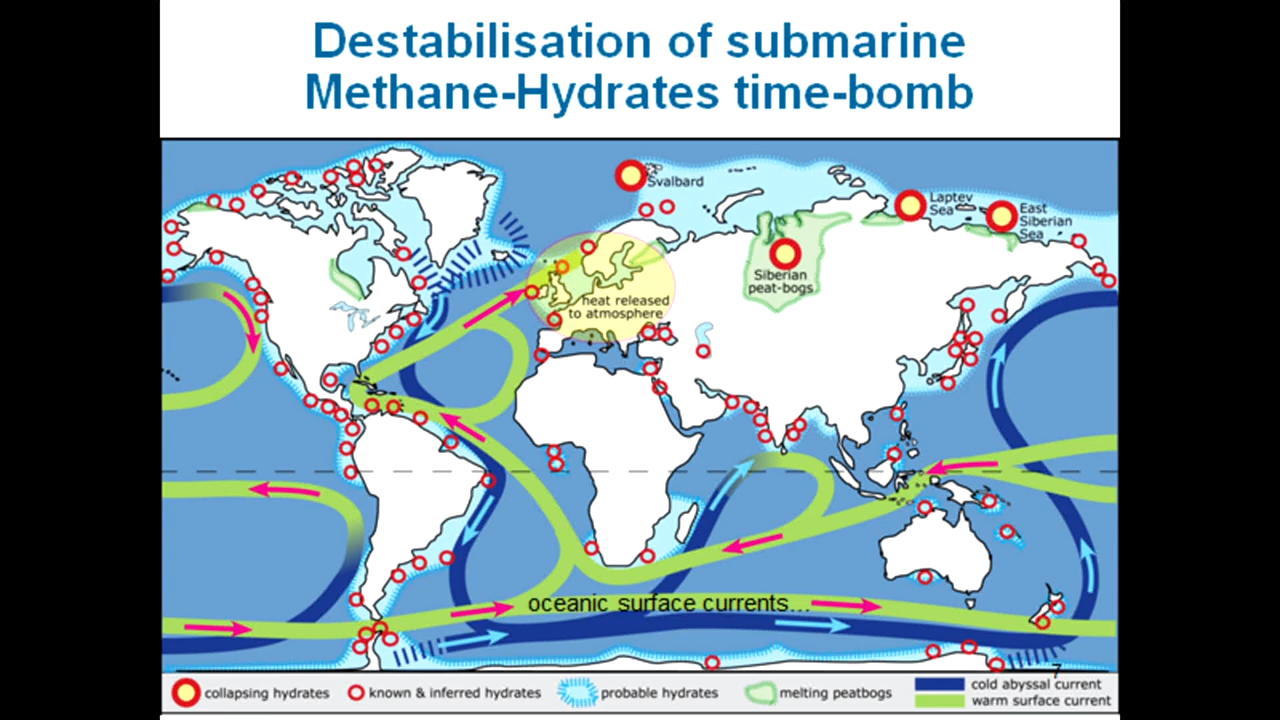 Destabilisation of submarine
Methane-Hydrates time-bomb
Svalbard
Laptev
Sea
East
Siberian
Sea
Siberian
peat-bogs
heat released
to atmosphere
oceanic surface currents...
7
collapsing hydrates
known & inferred hydrates
probable hydrates
melting peatbogs
cold abyssal current
warm surface current